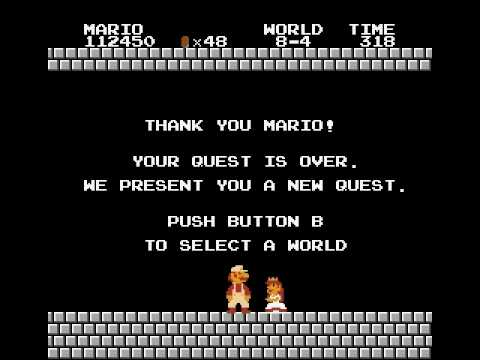 MARIO WORLD TIME
112450 ×48 8-4 318
THANK YOU MARIO!
YOUR QUEST IS OVER.
WE PRESENT YOU A NEW QUEST.
PUSH BUTTON B
TO SELECT A WORLD